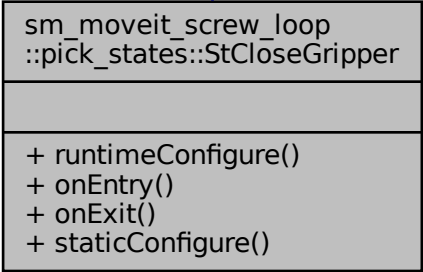 sm_moveit_screw_loop
::pick_states::StCloseGripper
+ runtimeConfigure()
+ onEntry()
+ onExit()
+ staticConfigure()